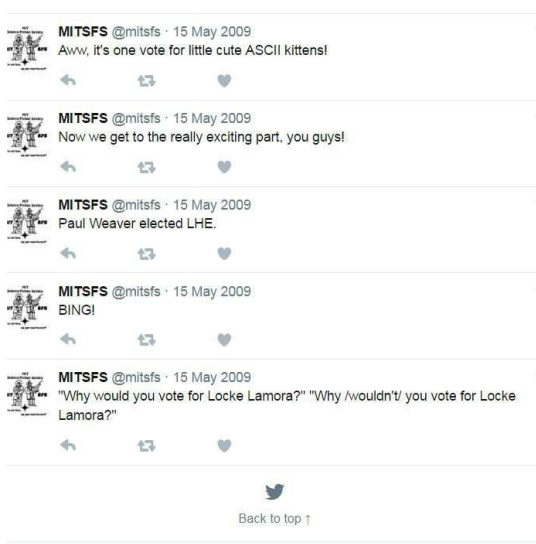 MITSFS @mitsfs · 15 May 2009
Aww, it's one vote for little cute ASCII kittens!
MITSFS @mitsfs · 15 May 2009
Now we get to the really exciting part, you guys!
MITSFS @mitsfs · 15 May 2009
Paul Weaver elected LHE.
MITSFS @mitsfs · 15 May 2009
BING!
MITSFS @mitsfs · 15 May 2009
"Why would you vote for Locke Lamora?" "Why /wouldn't/ you vote for Locke
Lamora?"
Back to top ↑